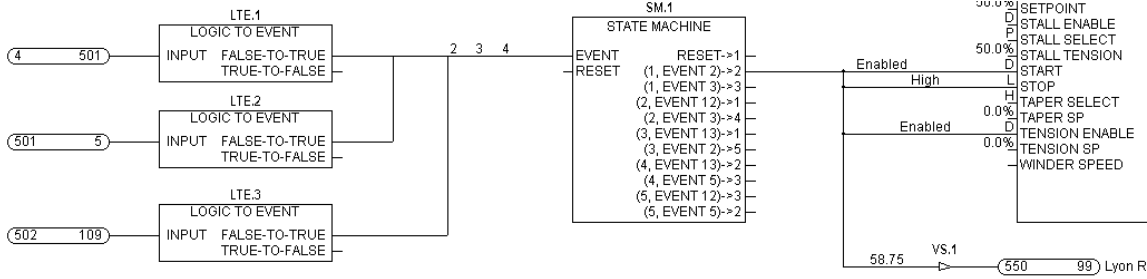 LTE.1
LOGIC TO EVENT
4 501
INPUT FALSE-TO-TRUE
TRUE-TO-FALSE
LTE.2
LOGIC TO EVENT
501 5
INPUT FALSE-TO-TRUE
TRUE-TO-FALSE
LTE.3
LOGIC TO EVENT
502 109
INPUT FALSE-TO-TRUE
TRUE-TO-FALSE
2 3 4
SM.1
STATE MACHINE
EVENT RESET->1
RESET (1, EVENT 2)->2
(1, EVENT 3)->3
(2, EVENT 12)->1
(2, EVENT 3)->4
(3, EVENT 13)->1
(3, EVENT 2)->5
(4, EVENT 13)->2
(4, EVENT 5)->3
(5, EVENT 12)->3
(5, EVENT 5)->2
50.0% SETPOINT
D STALL ENABLE
P STALL SELECT
50.0% STALL TENSION
Enabled D START
High L STOP
H TAPER SELECT
0.0% TAPER SP
Enabled D TENSION ENABLE
0.0% TENSION SP
WINDER SPEED
58.75 VS.1
550 99 Lyon R